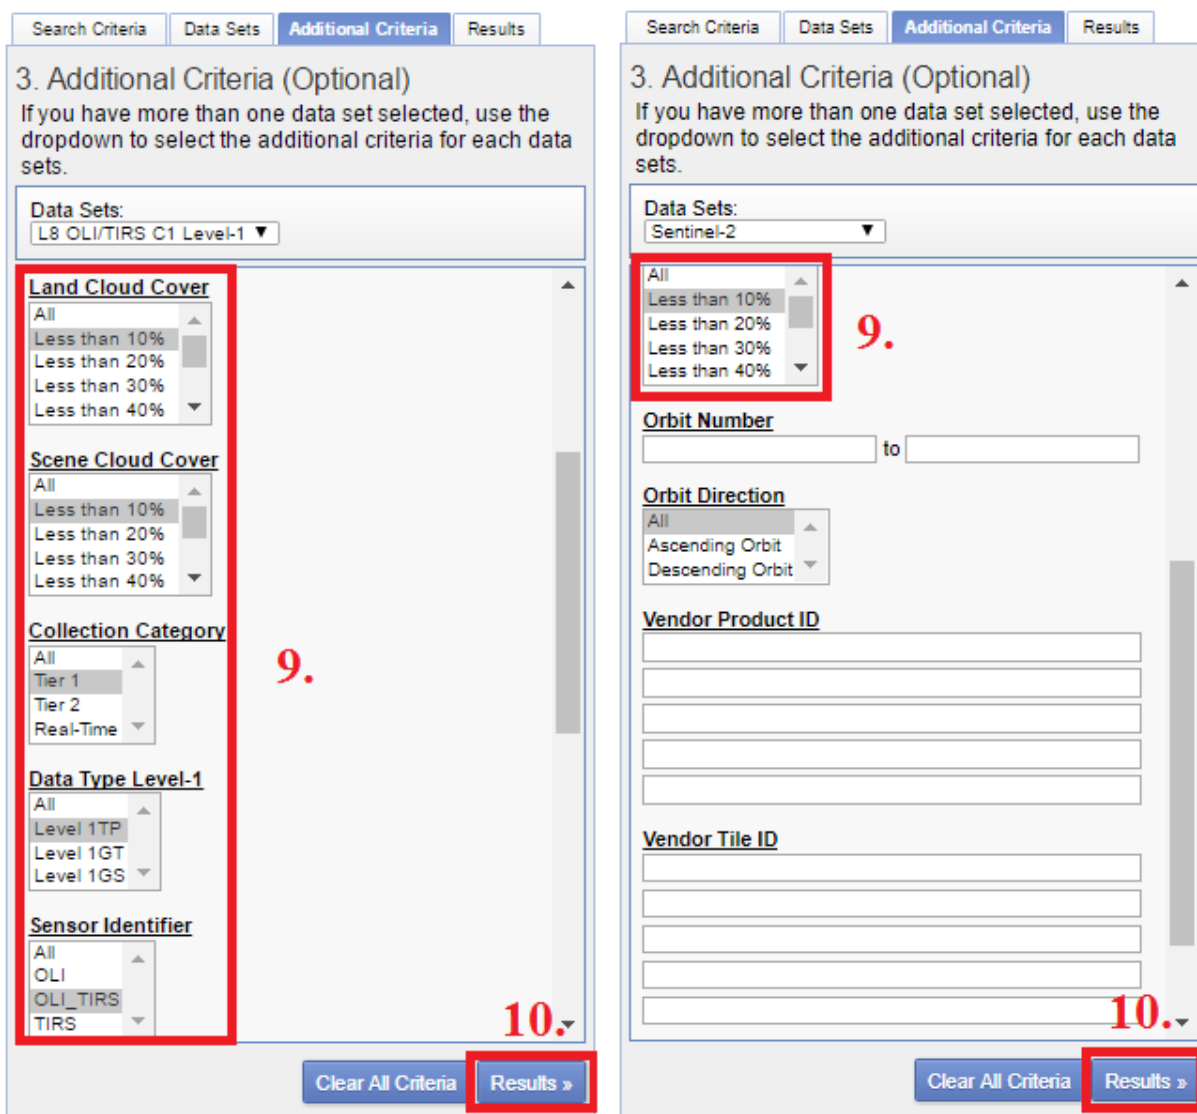 Search Criteria Data Sets Additional Criteria Results
3. Additional Criteria (Optional)
If you have more than one data set selected, use the
dropdown to select the additional criteria for each data
sets.
Data Sets:
L8 OLI/TIRS C1 Level-1
Land Cloud Cover
All
Less than 10%
Less than 20%
Less than 30%
Less than 40%
Scene Cloud Cover
All
Less than 10%
Less than 20%
Less than 30%
Less than 40%
Collection Category
All
Tier 1
Tier 2
Real-Time
9.
Data Type Level-1
All
Level 1TP
Level 1GT
Level 1GS
Sensor Identifier
All
OLI
OLI_TIRS
TIRS
10.
Clear All Criteria Results »
Search Criteria Data Sets Additional Criteria Results
3. Additional Criteria (Optional)
If you have more than one data set selected, use the
dropdown to select the additional criteria for each data
sets.
Data Sets:
Sentinel-2
All
Less than 10%
Less than 20%
Less than 30%
Less than 40%
9.
Orbit Number
to
Orbit Direction
All
Ascending Orbit
Descending Orbit
Vendor Product ID
Vendor Tile ID
10.
Clear All Criteria Results »